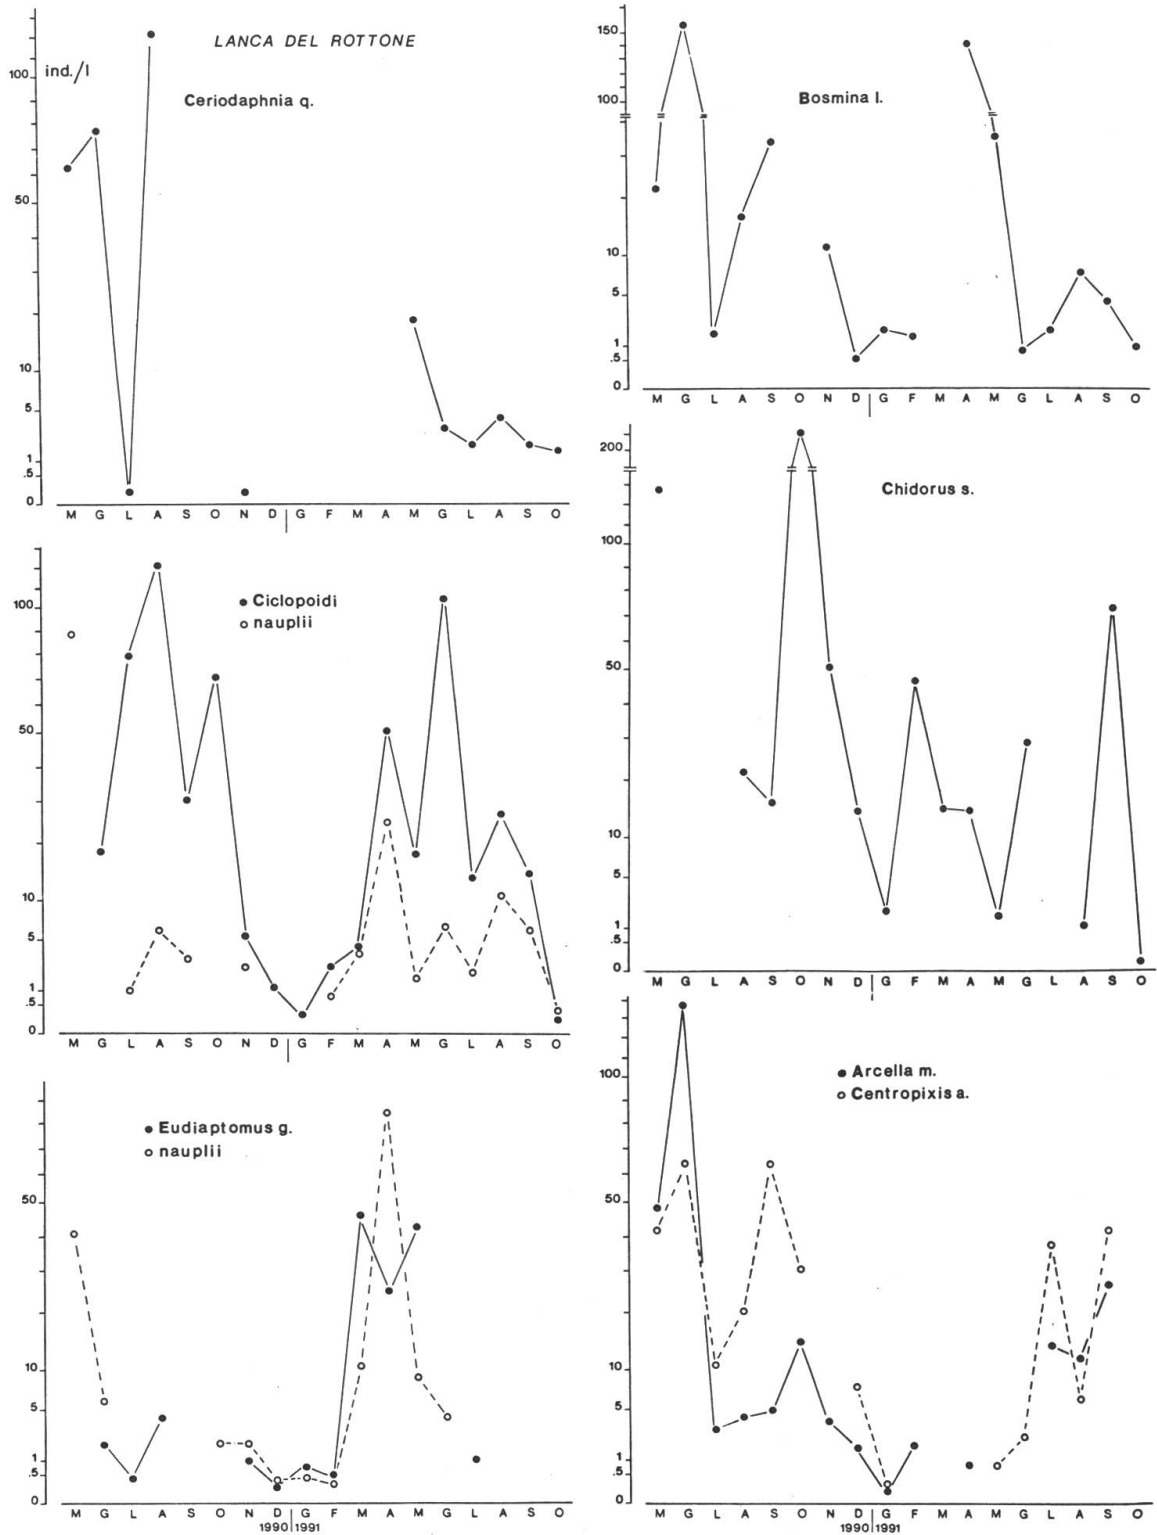 LANCA DEL ROTTONE
ind./l
Ceriodaphnia q.
100
50
10
5
1
.5
0
M G L A S O N D G F M A M G L A S O
Bosmina l.
150
100
10
5
1
.5
0
M G L A S O N D G F M A M G L A S O
Ciclopoidi
nauplii
100
50
10
5
1
.5
0
M G L A S O N D G F M A M G L A S O
Chidorus s.
200
100
50
10
5
1
.5
0
M G L A S O N D G F M A M G L A S O
Eudiaptomus g.
nauplii
50
10
5
1
.5
0
M G L A S O N D G F M A M G L A S O
1990 1991
Arcella m.
Centropixis a.
100
50
10
5
1
.5
0
M G L A S O N D G F M A M G L A S O
1990 1991